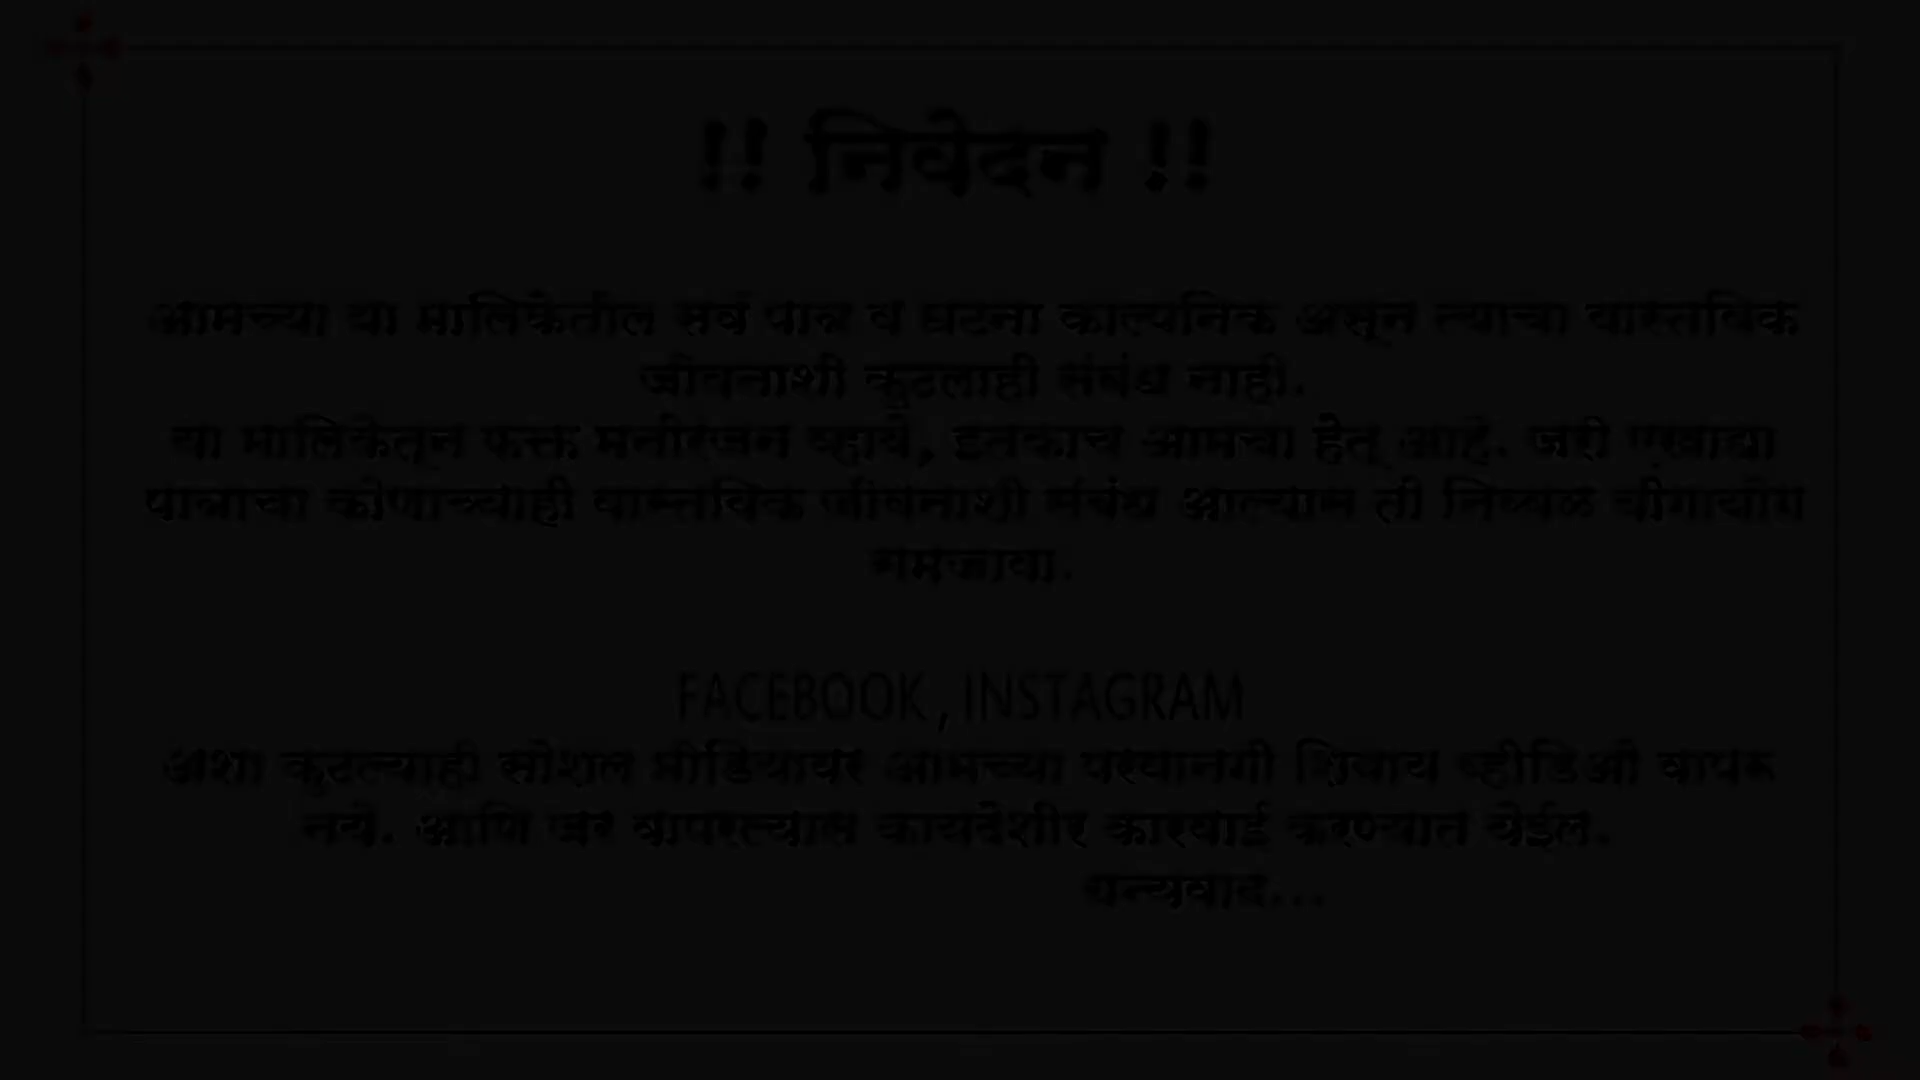 !! निवेदन !!
आमच्या या मालिकेतील सर्व पात्र व घटना काल्पनिक असून त्याचा वास्तविक
जीवनाशी कुठलाही संबंध नाही.
या मालिकेतून फक्त मनोरंजन व्हावे, इतकाच आमचा हेतू आहे. जरी एखाद्या
पात्राचा कोणाच्याही वास्तविक जीवनाशी संबंध आल्यास तो निव्वळ योगायोग
समजावा.
FACEBOOK, INSTAGRAM
अशा कुठल्याही सोशल मीडियावर आमच्या परवानगी शिवाय व्हीडिओ वापरू
नये. आणि जर वापरल्यास कायदेशीर कारवाई करण्यात येईल.
धन्यवाद...